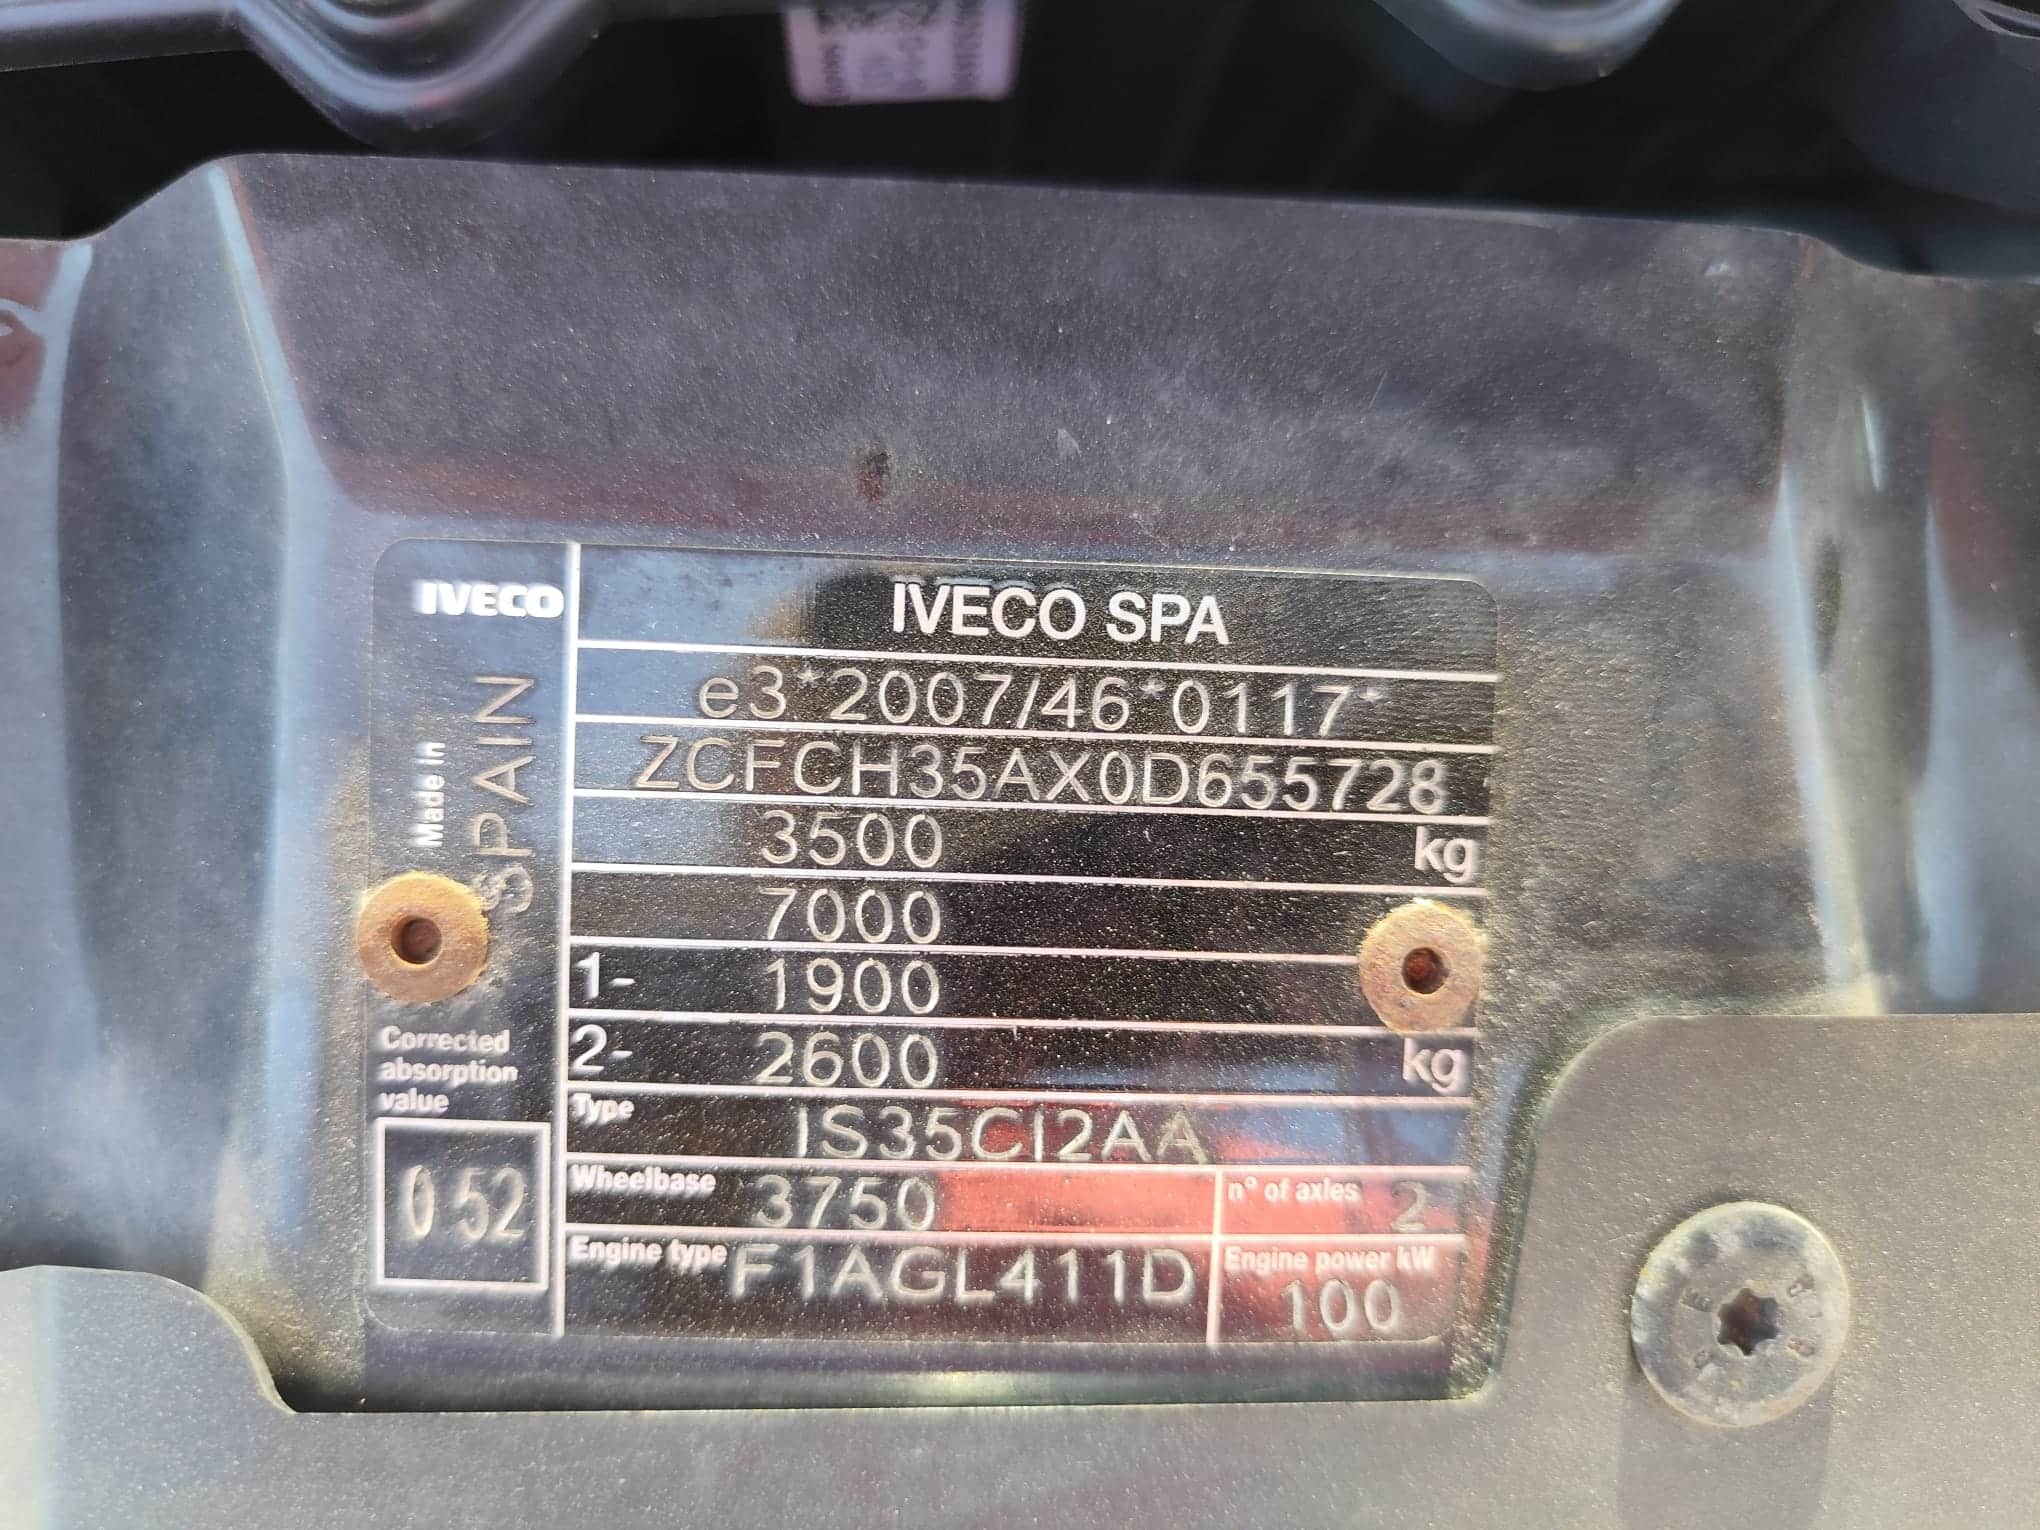 IVECO
Made in
SPAIN
Corrected
absorption
value
0.52
IVECO SPA
e3*2007/46*0117*
ZCFCH35AX0D655728
3500 kg
7000
1- 1900
2- 2600 kg
Type IS35CI2AA
Wheelbase 3750 n° of axles 2
Engine type F1AGL411D Engine power kW 100